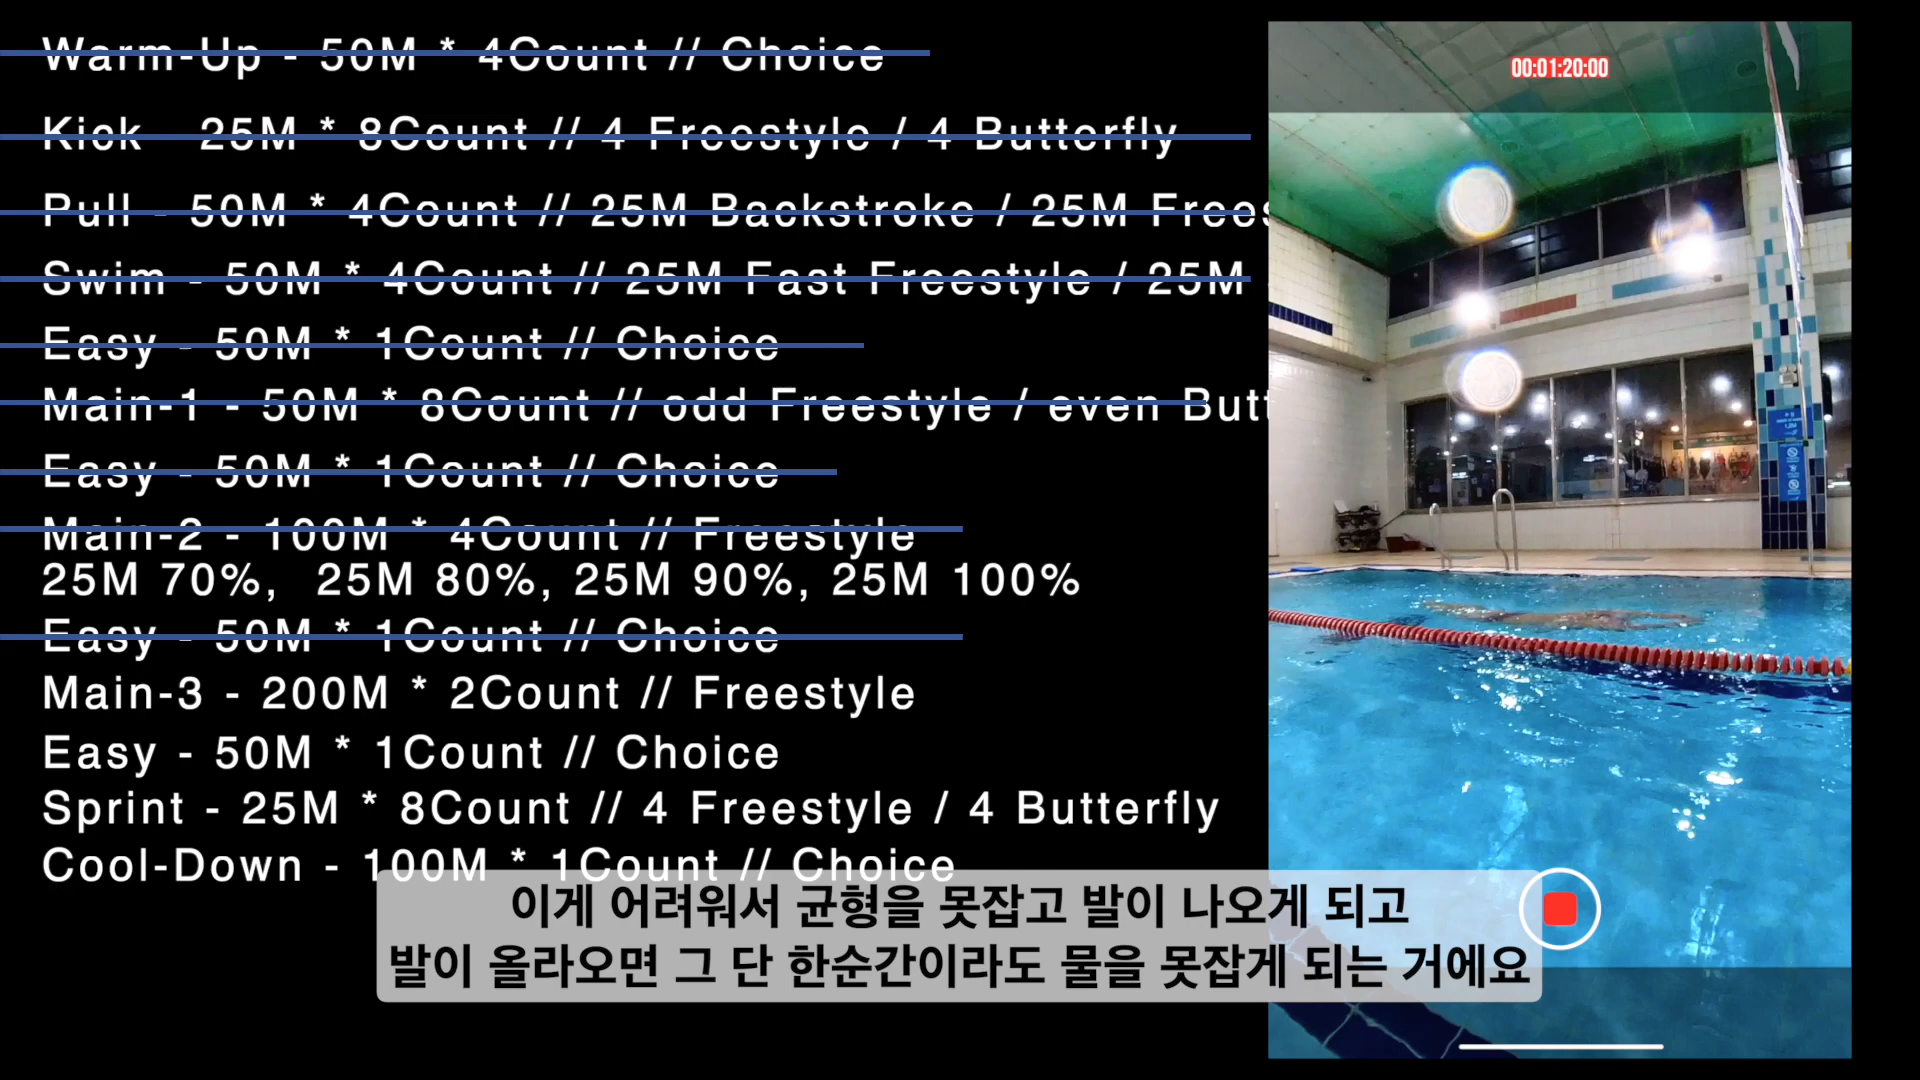 Warm-Up - 50M * 4Count // Choice
Kick - 25M * 8Count // 4 Freestyle / 4 Butterfly
Pull - 50M * 4Count // 25M Backstroke / 25M Frees
Swim - 50M * 4Count // 25M Fast Freestyle / 25M
Easy - 50M * 1Count // Choice
Main-1 - 50M * 8Count // odd Freestyle / even Butt
Easy - 50M * 1Count // Choice
Main-2 - 100M * 4Count // Freestyle
25M 70%, 25M 80%, 25M 90%, 25M 100%
Easy - 50M * 1Count // Choice
Main-3 - 200M * 2Count // Freestyle
Easy - 50M * 1Count // Choice
Sprint - 25M * 8Count // 4 Freestyle / 4 Butterfly
Cool-Down - 100M * 1Count // Choice
00:01:20:00
이게 어려워서 균형을 못잡고 발이 나오게 되고
발이 올라오면 그 단 한순간이라도 물을 못잡게 되는 거에요